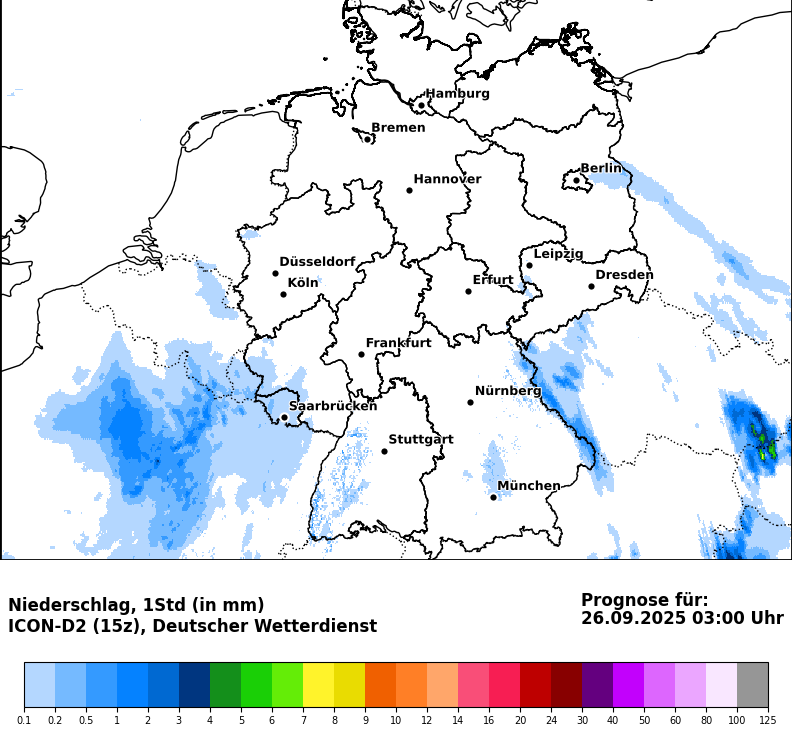 Hamburg
Bremen
Berlin
Hannover
Leipzig
Düsseldorf
Dresden
Köln
Erfurt
Frankfurt
Nürnberg
Saarbrücken
Stuttgart
München
Niederschlag, 1Std (in mm)
ICON-D2 (15z), Deutscher Wetterdienst
Prognose für:
26.09.2025 03:00 Uhr
0.1 0.2 0.5 1 2 3 4 5 6 7 8 9 10 12 14 16 20 24 30 40 50 60 80 100 125